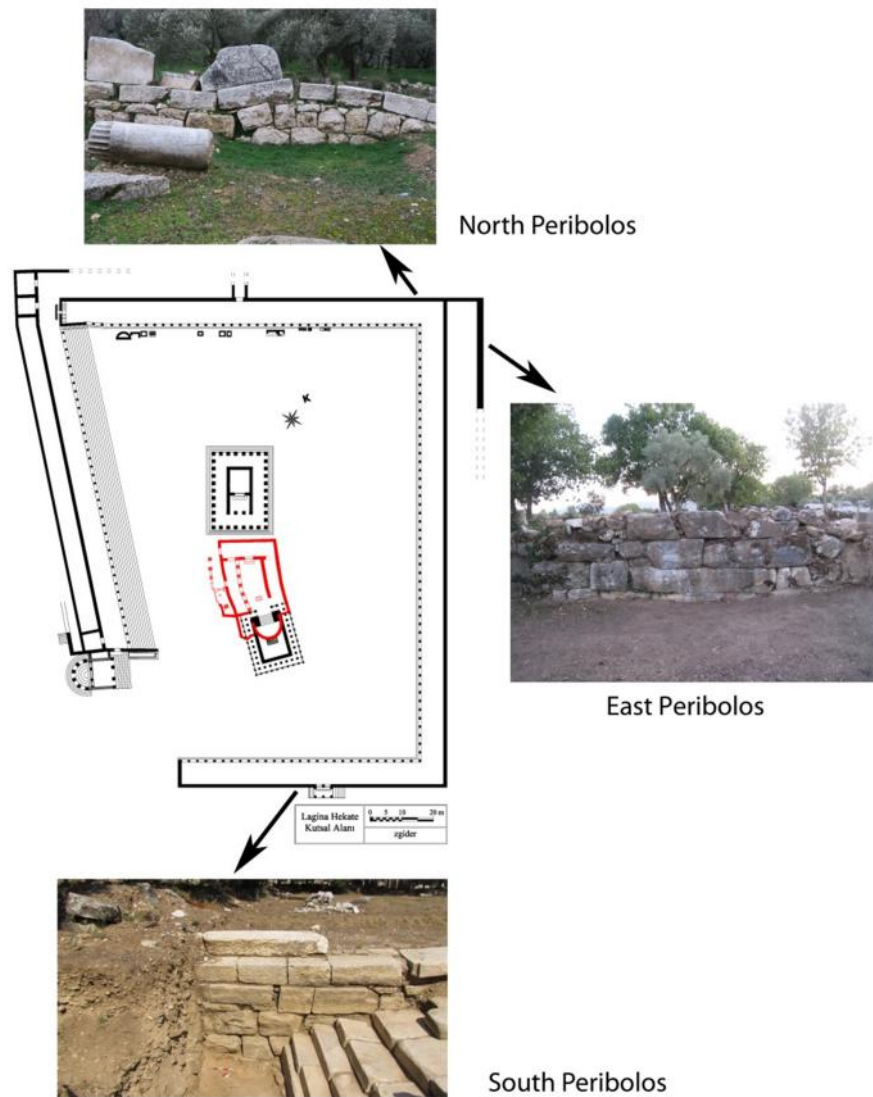 North Peribolos
K
East Peribolos
Lagina Hekate
Kutsal Alanı
0 5 10 20 m
zgider
South Peribolos